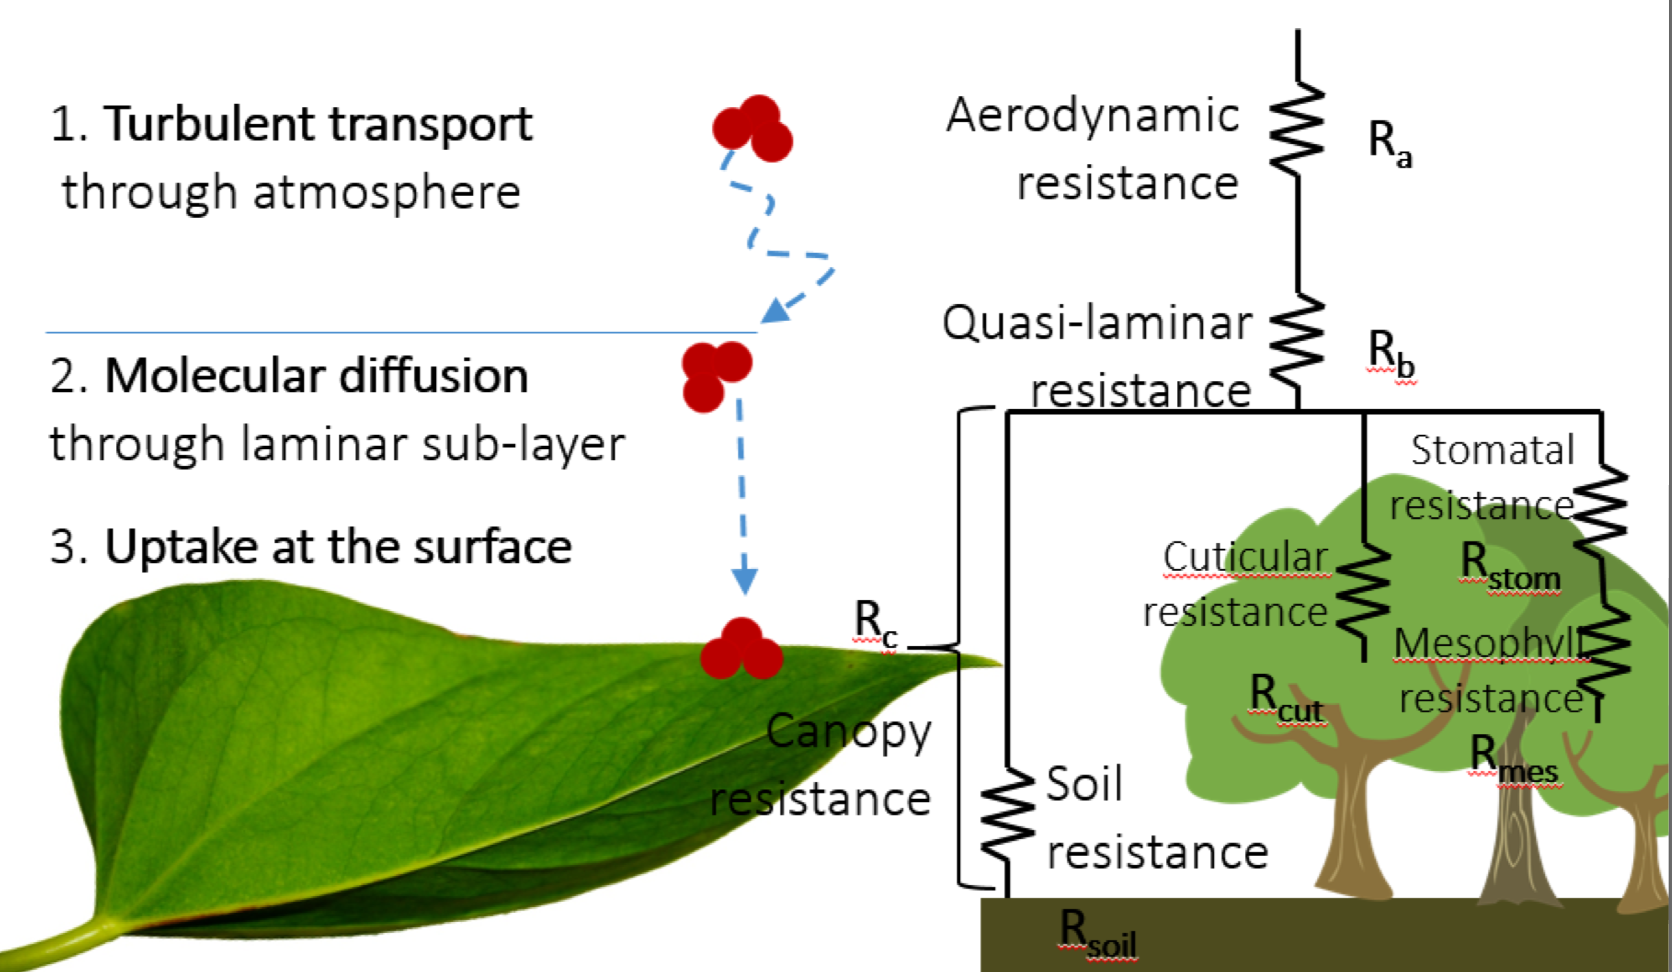 1. Turbulent transport
through atmosphere
2. Molecular diffusion
through laminar sub-layer
3. Uptake at the surface
Aerodynamic
resistance
Ra
Quasi-laminar
resistance
Rb
Rc
Canopy
resistance
Stomatal
resistance
Rstom
Cuticular
resistance
Rcut
Mesophyll
resistance
Rmes
Soil
resistance
Rsoil